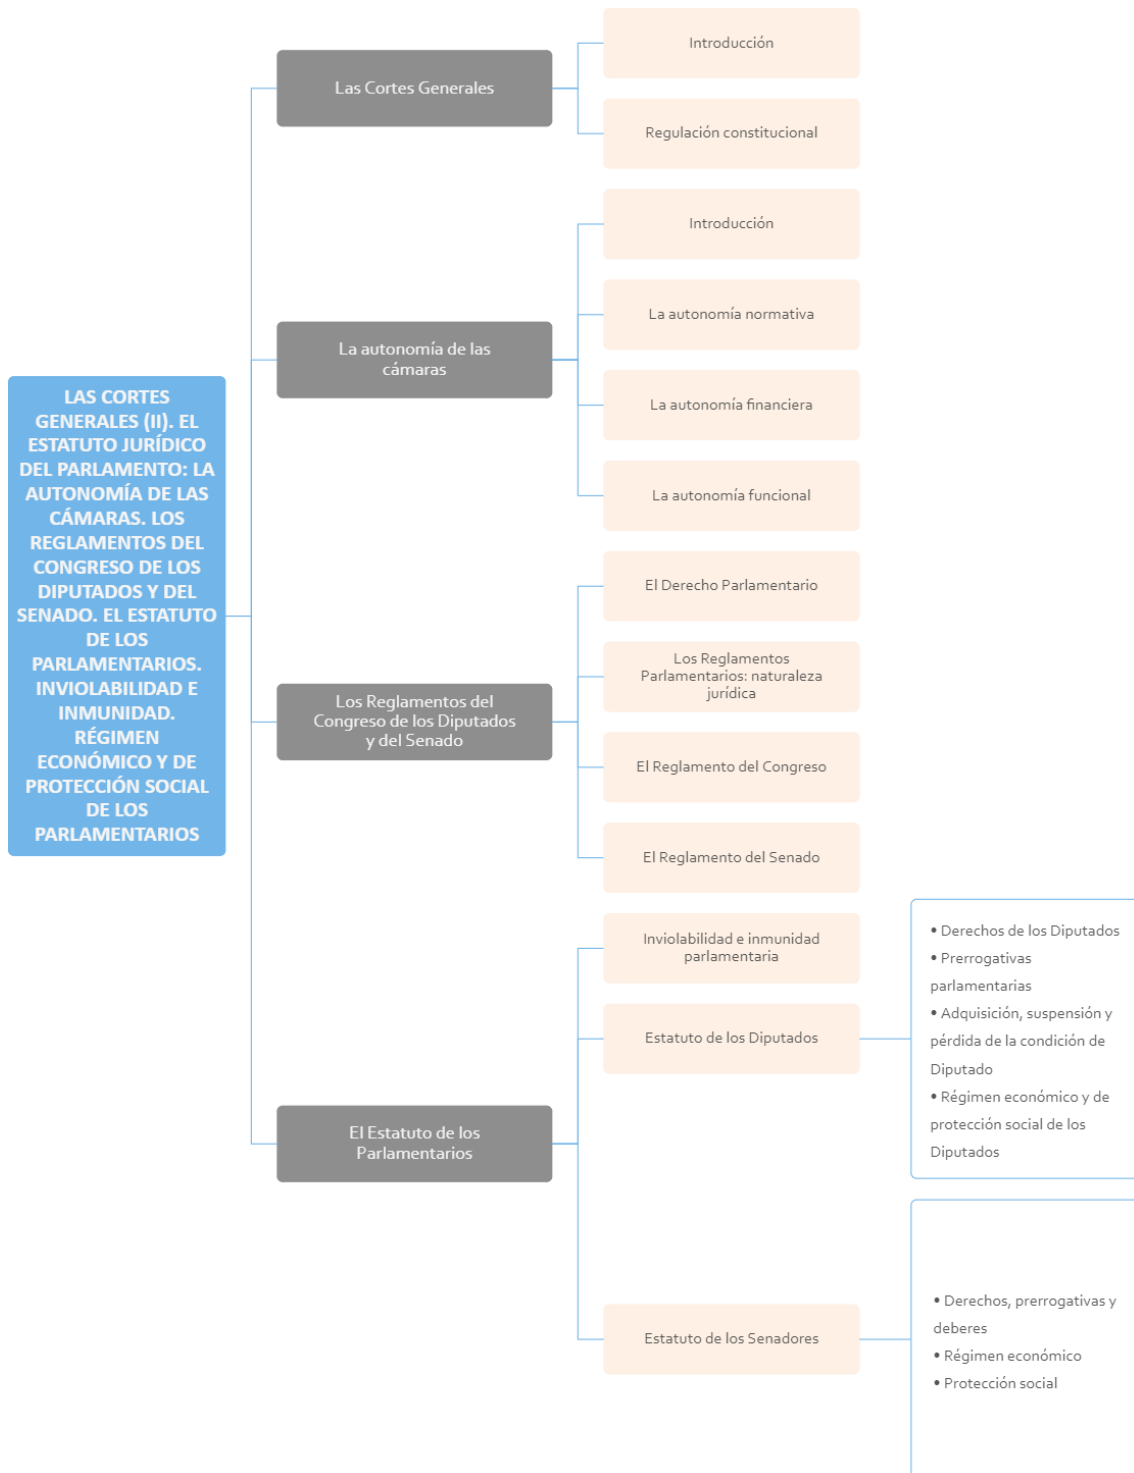 LAS CORTES
GENERALES (II). EL
ESTATUTO JURÍDICO
DEL PARLAMENTO: LA
AUTONOMÍA DE LAS
CÁMARAS. LOS
REGLAMENTOS DEL
CONGRESO DE LOS
DIPUTADOS Y DEL
SENADO. EL ESTATUTO
DE LOS
PARLAMENTARIOS.
INVIOLABILIDAD E
INMUNIDAD.
RÉGIMEN
ECONÓMICO Y DE
PROTECCIÓN SOCIAL
DE LOS
PARLAMENTARIOS
Las Cortes Generales
Introducción
Regulación constitucional
La autonomía de las
cámaras
Introducción
La autonomía normativa
La autonomía financiera
La autonomía funcional
Los Reglamentos del
Congreso de los Diputados
y del Senado
El Derecho Parlamentario
Los Reglamentos
Parlamentarios: naturaleza
jurídica
El Reglamento del Congreso
El Reglamento del Senado
El Estatuto de los
Parlamentarios
Inviolabilidad e inmunidad
parlamentaria
Estatuto de los Diputados
• Derechos de los Diputados
• Prerrogativas
parlamentarias
• Adquisición, suspensión y
pérdida de la condición de
Diputado
• Régimen económico y de
protección social de los
Diputados
Estatuto de los Senadores
• Derechos, prerrogativas y
deberes
• Régimen económico
• Protección social